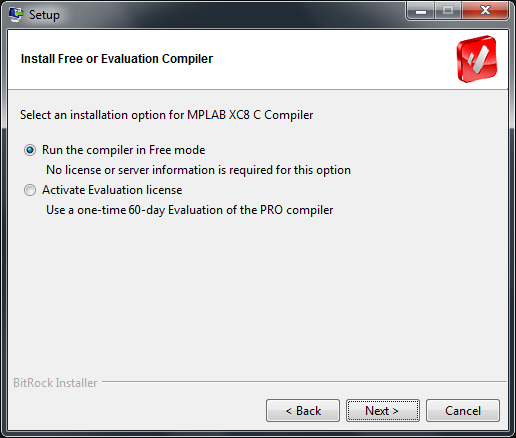 Setup
Install Free or Evaluation Compiler
Select an installation option for MPLAB XC8 C Compiler
Run the compiler in Free mode
No license or server information is required for this option
Activate Evaluation license
Use a one-time 60-day Evaluation of the PRO compiler
BitRock Installer
< Back Next > Cancel